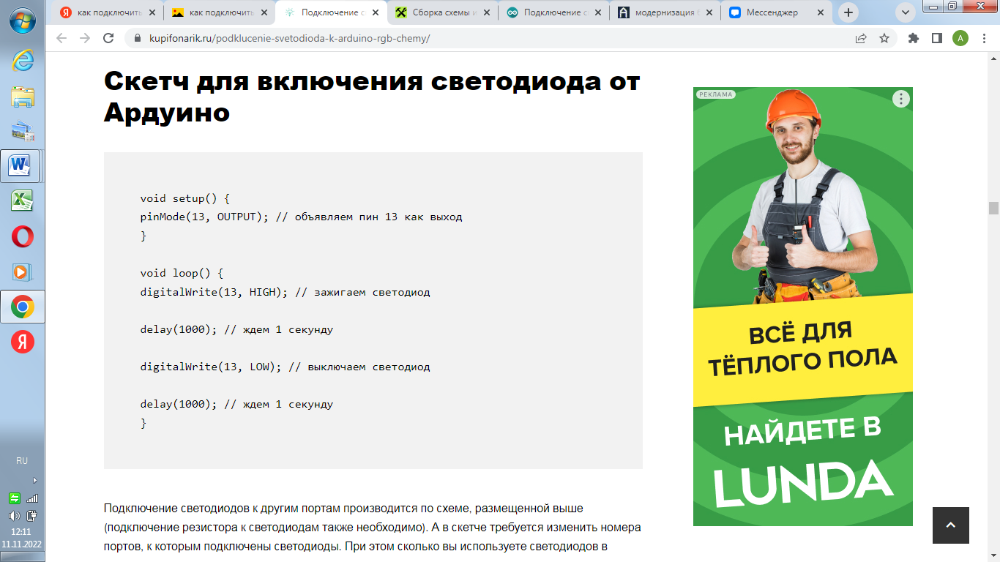 как подключить
как подключить
Подключение с
Сборка схемы и
Подключение с
модернизация
Мессенджер
kupifonarik.ru/podklucenie-svetodioda-k-arduino-rgb-chemy/
A
Скетч для включения светодиода от
Ардуино
void setup() {
pinMode(13, OUTPUT); // объявляем пин 13 как выход
}
void loop() {
digitalWrite(13, HIGH); // зажигаем светодиод
delay(1000); // ждем 1 секунду
digitalWrite(13, LOW); // выключаем светодиод
delay(1000); // ждем 1 секунду
}
Подключение светодиодов к другим портам производится по схеме, размещенной выше
(подключение резистора к светодиодам также необходимо). А в скетче требуется изменить номера
портов, к которым подключены светодиоды. При этом сколько вы используете светодиодов в
РЕКЛАМА
ВСЁ ДЛЯ
ТЁПЛОГО ПОЛА
НАЙДЕТЕ В
LUNDA
RU
12:11
11.11.2022